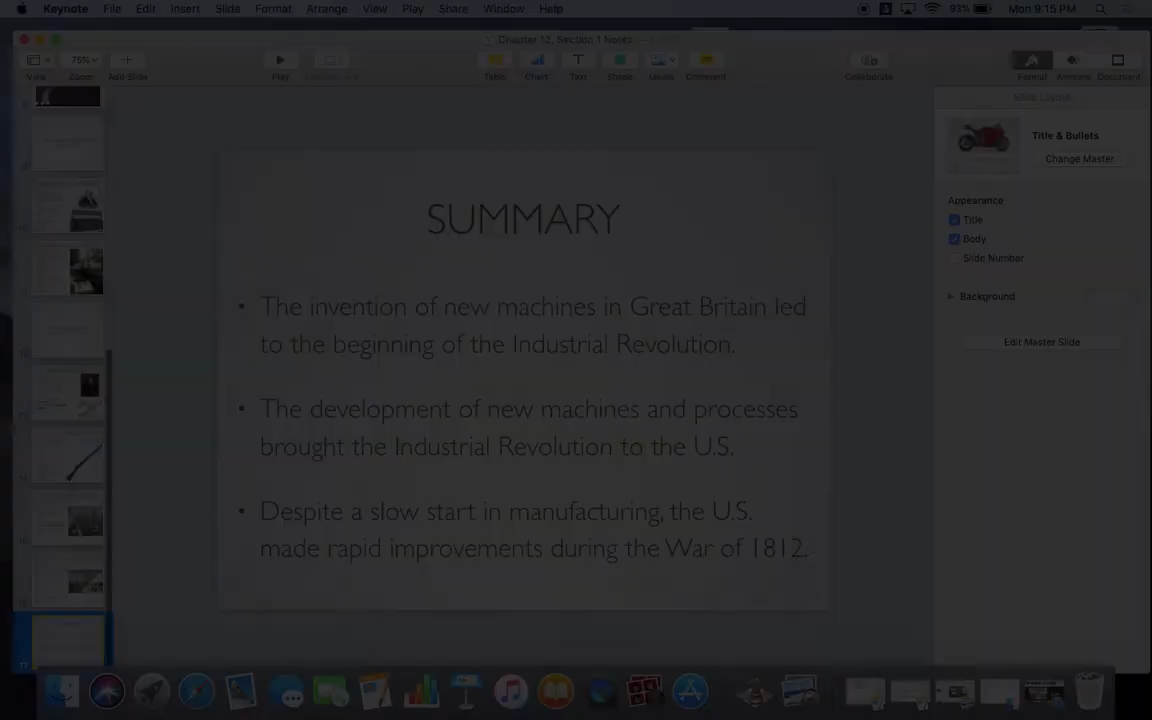 Keynote File Edit Insert Slide Format Arrange View Play Share Window Help 93% Mon 9:15 PM
Chapter 12, Section 1 Notes
75%
View Zoom Add Slide Play Table Chart Text Shape Media Comment Collaborate Format Animate Document
Slide Layout
Title & Bullets
Change Master
Appearance
Title
Body
Slide Number
Background
Edit Master Slide
SUMMARY
▪ The invention of new machines in Great Britain led
to the beginning of the Industrial Revolution.
▪ The development of new machines and processes
brought the Industrial Revolution to the U.S.
▪ Despite a slow start in manufacturing, the U.S.
made rapid improvements during the War of 1812.
17